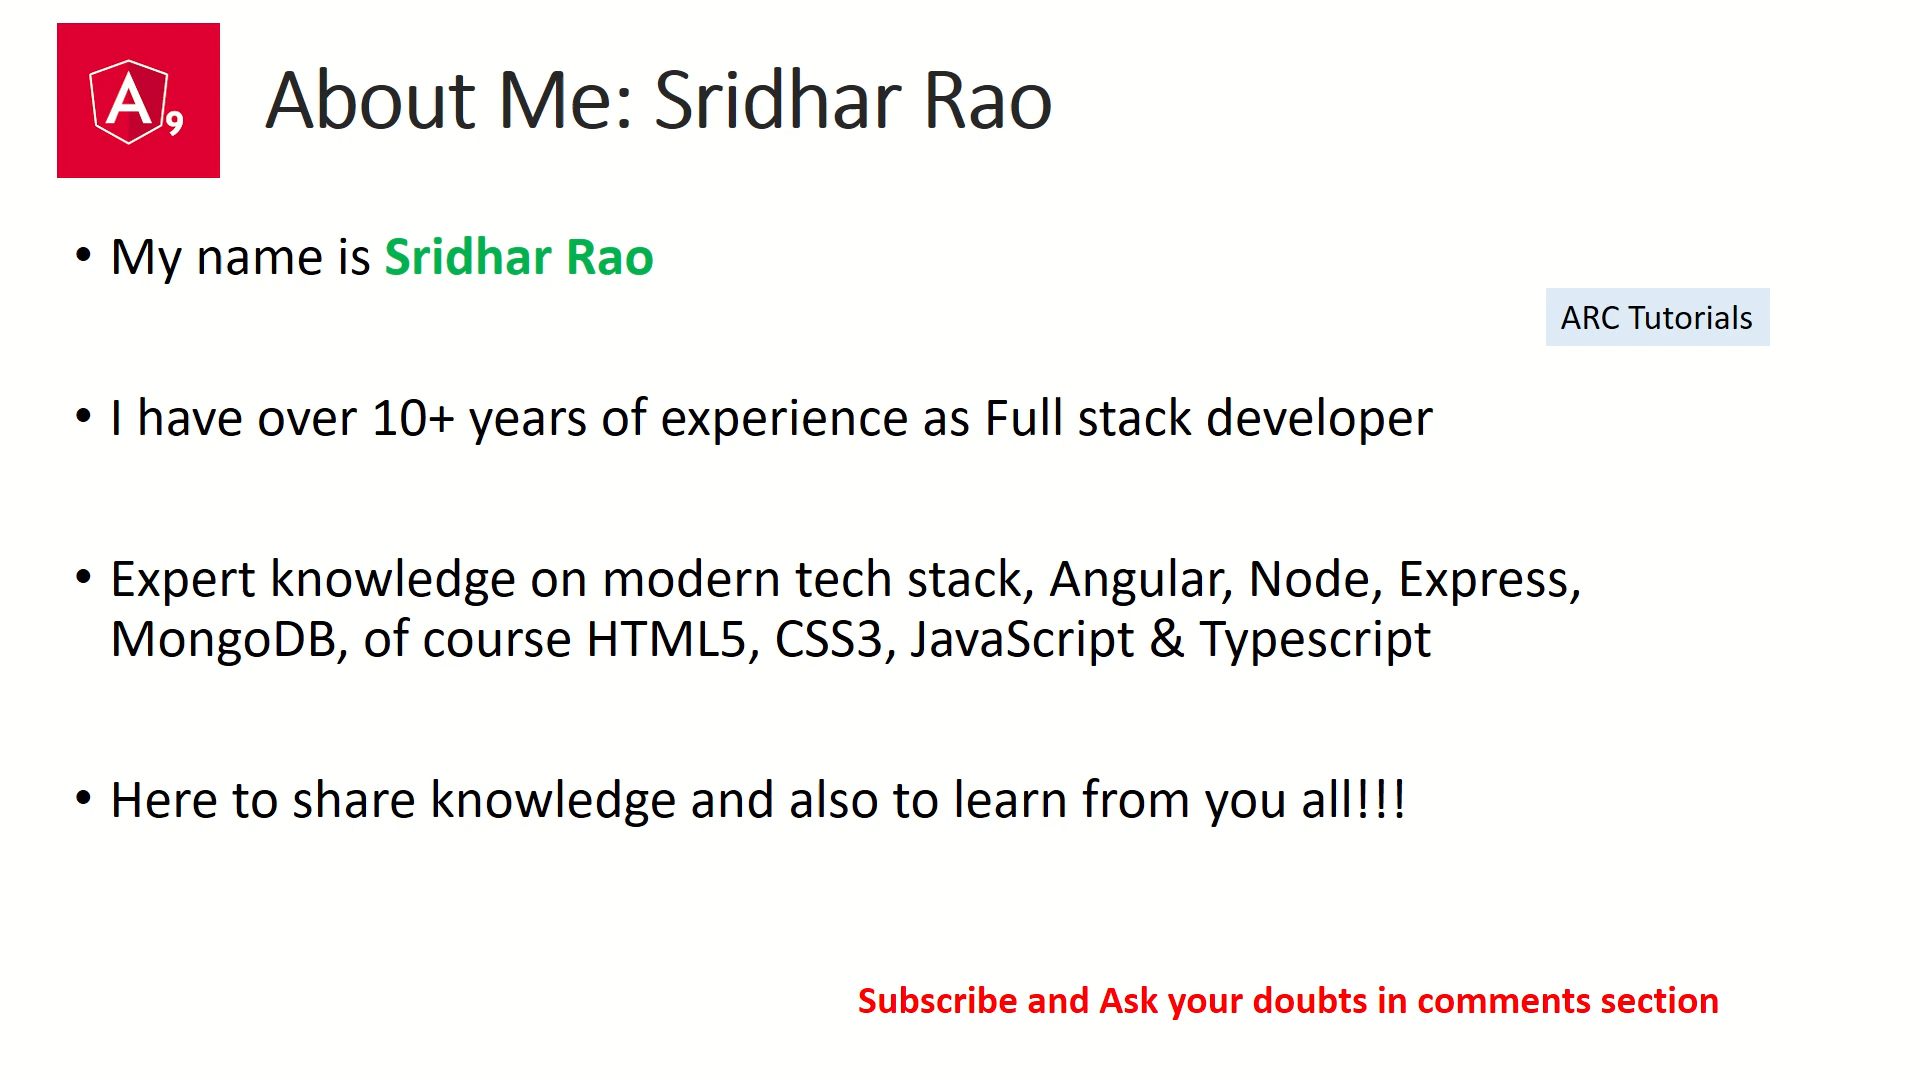 A9
About Me: Sridhar Rao
• My name is Sridhar Rao
ARC Tutorials
• I have over 10+ years of experience as Full stack developer
• Expert knowledge on modern tech stack, Angular, Node, Express,
MongoDB, of course HTML5, CSS3, JavaScript & Typescript
• Here to share knowledge and also to learn from you all!!!
Subscribe and Ask your doubts in comments section